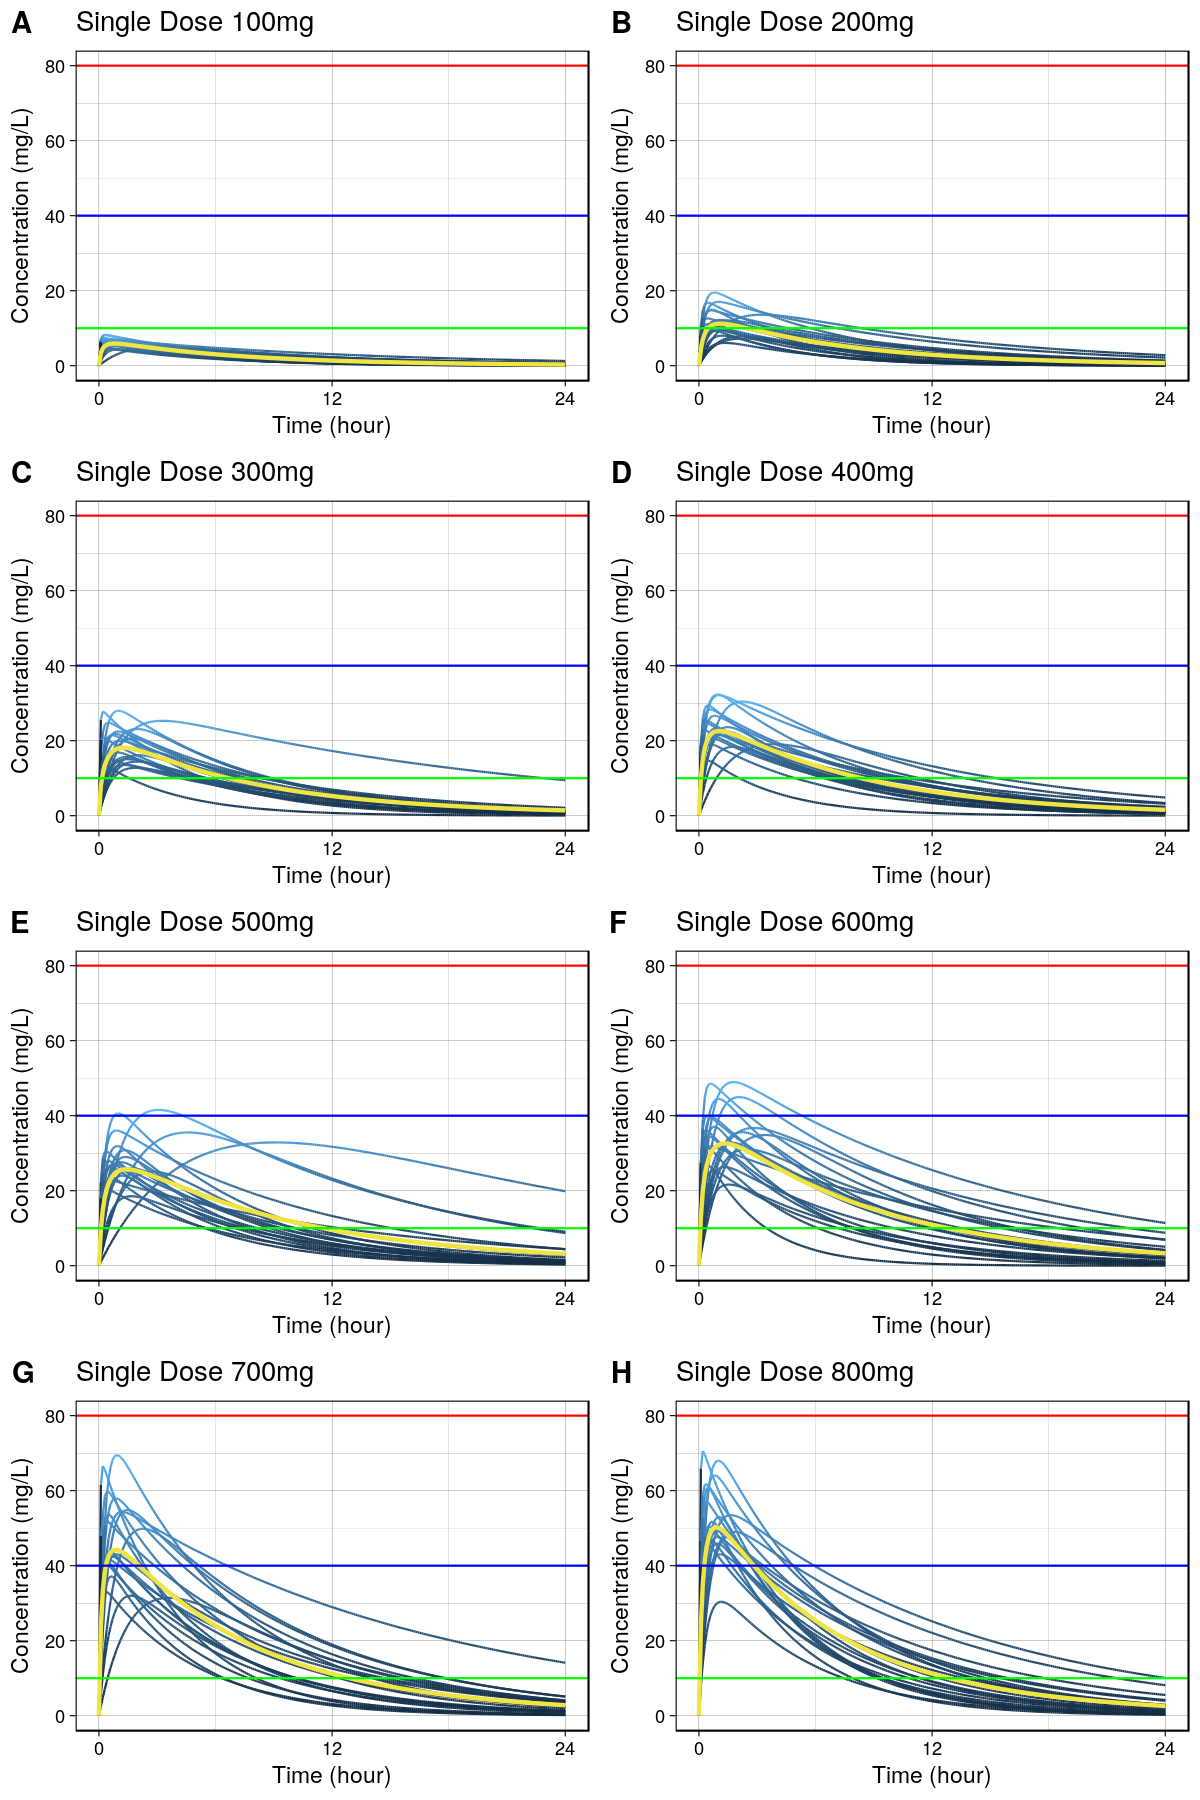 A Single Dose 100mg
Concentration (mg/L)
80
60
40
20
0
0 12 24
Time (hour)
B Single Dose 200mg
Concentration (mg/L)
80
60
40
20
0
0 12 24
Time (hour)
C Single Dose 300mg
Concentration (mg/L)
80
60
40
20
0
0 12 24
Time (hour)
D Single Dose 400mg
Concentration (mg/L)
80
60
40
20
0
0 12 24
Time (hour)
E Single Dose 500mg
Concentration (mg/L)
80
60
40
20
0
0 12 24
Time (hour)
F Single Dose 600mg
Concentration (mg/L)
80
60
40
20
0
0 12 24
Time (hour)
G Single Dose 700mg
Concentration (mg/L)
80
60
40
20
0
0 12 24
Time (hour)
H Single Dose 800mg
Concentration (mg/L)
80
60
40
20
0
0 12 24
Time (hour)